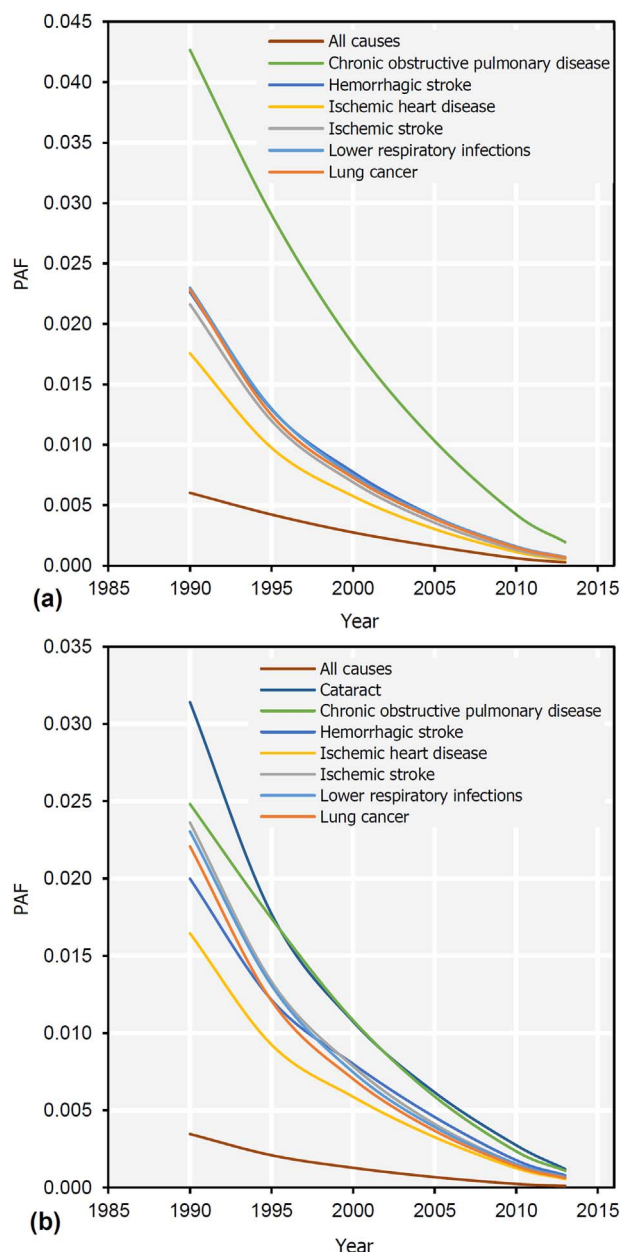 0.045
0.040
0.035
0.030
0.025
0.020
0.015
0.010
0.005
0.000
PAF
All causes
Chronic obstructive pulmonary disease
Hemorrhagic stroke
Ischemic heart disease
Ischemic stroke
Lower respiratory infections
Lung cancer
1985 1990 1995 2000 2005 2010 2015
(a)
Year
0.035
0.030
0.025
0.020
0.015
0.010
0.005
0.000
PAF
All causes
Cataract
Chronic obstructive pulmonary disease
Hemorrhagic stroke
Ischemic heart disease
Ischemic stroke
Lower respiratory infections
Lung cancer
1985 1990 1995 2000 2005 2010 2015
(b)
Year